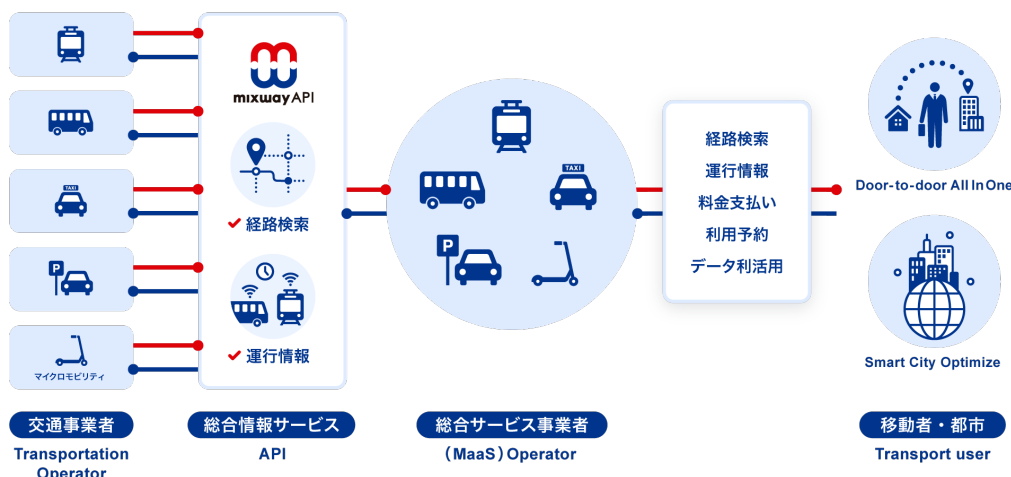 TAXI
P
マイクロモビリティ
mixway API
経路検索
運行情報
TAXI
P
経路検索
運行情報
料金支払い
利用予約
データ利活用
Door-to-door All In One
Smart City Optimize
交通事業者
Transportation
Operator
総合情報サービス
API
総合サービス事業者
(MaaS) Operator
移動者・都市
Transport user